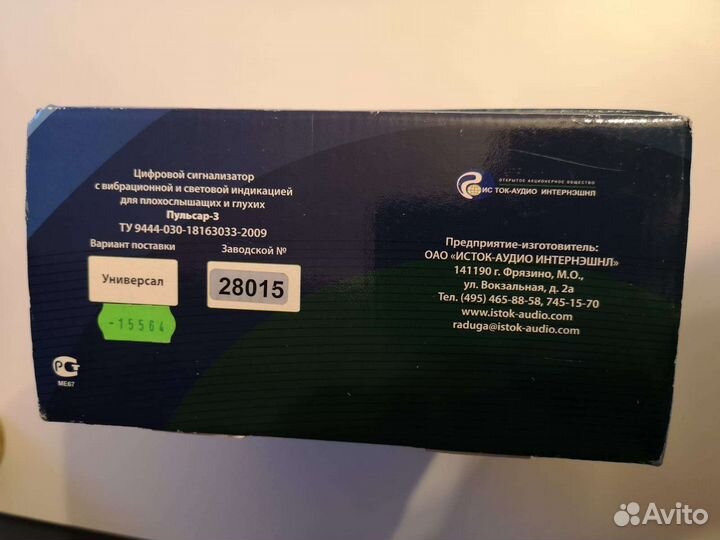 Цифровой сигнализатор
с вибрационной и световой индикацией
для плохослышащих и глухих
Пульсар-3
ТУ 9444-030-18163033-2009
Вариант поставки
Заводской №
Универсал
28015
-15564
РСТ
МЕ67
ОТКРЫТОЕ АКЦИОНЕРНОЕ ОБЩЕСТВО
ИСТОК-АУДИО ИНТЕРНЭШНЛ
Предприятие-изготовитель:
ОАО «ИСТОК-АУДИО ИНТЕРНЭШНЛ»
141190 г. Фрязино, М.О.,
ул. Вокзальная, д. 2а
Тел. (495) 465-88-58, 745-15-70
www.istok-audio.com
raduga@istok-audio.com
Avito